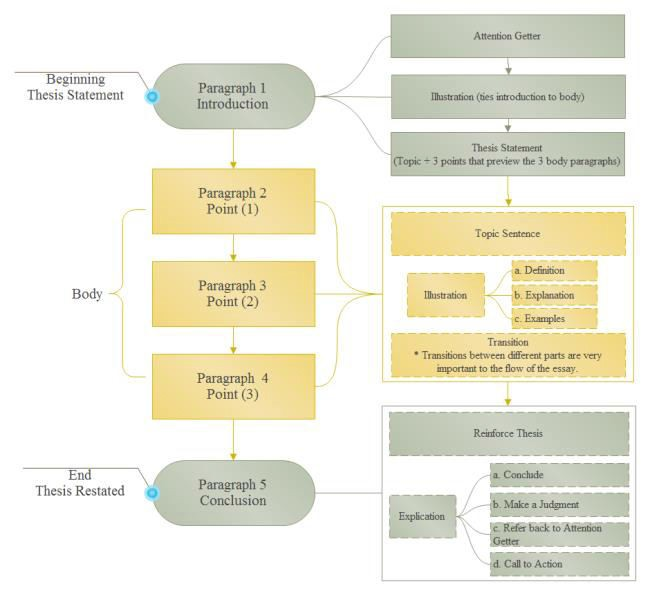 Beginning
Thesis Statement
Paragraph 1
Introduction
Attention Getter
Illustration (ties introduction to body)
Thesis Statement
(Topic + 3 points that preview the 3 body paragraphs)
Body
Paragraph 2
Point (1)
Paragraph 3
Point (2)
Paragraph 4
Point (3)
Topic Sentence
Illustration
a. Definition
b. Explanation
c. Examples
Transition
* Transitions between different parts are very
important to the flow of the essay.
End
Thesis Restated
Paragraph 5
Conclusion
Reinforce Thesis
Explication
a. Conclude
b. Make a Judgment
c. Refer back to Attention
Getter
d. Call to Action